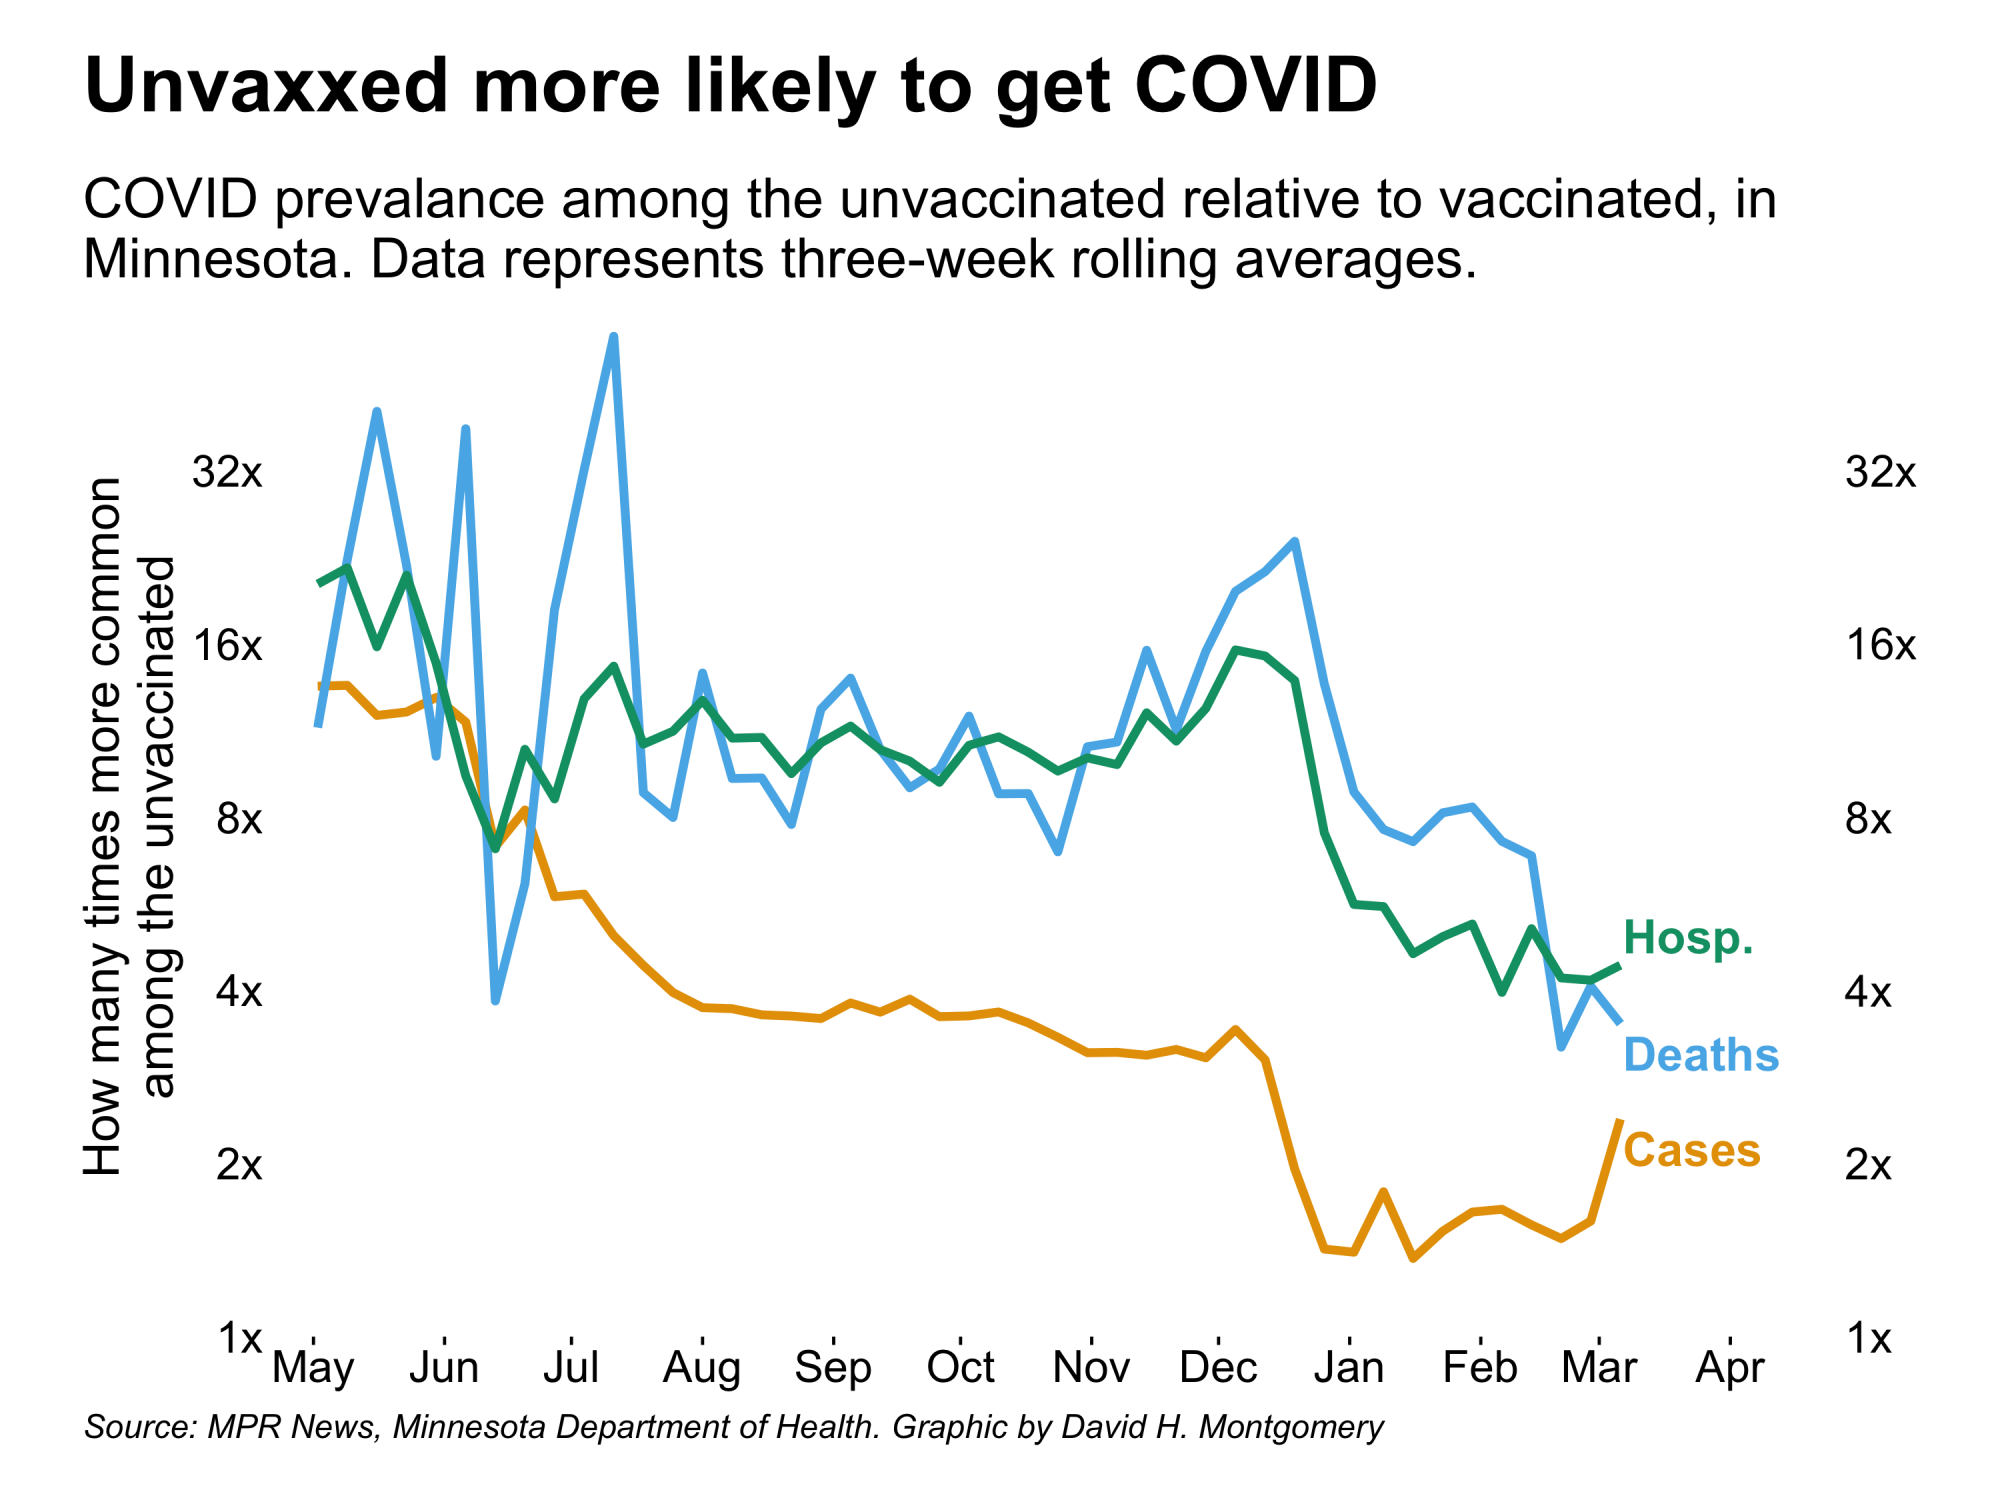 Unvaxxed more likely to get COVID
COVID prevalance among the unvaccinated relative to vaccinated, in
Minnesota. Data represents three-week rolling averages.
How many times more common
among the unvaccinated
32x
16x
8x
4x
2x
1x
32x
16x
8x
4x
2x
1x
Hosp.
Deaths
Cases
May Jun Jul Aug Sep Oct Nov Dec Jan Feb Mar Apr
Source: MPR News, Minnesota Department of Health. Graphic by David H. Montgomery